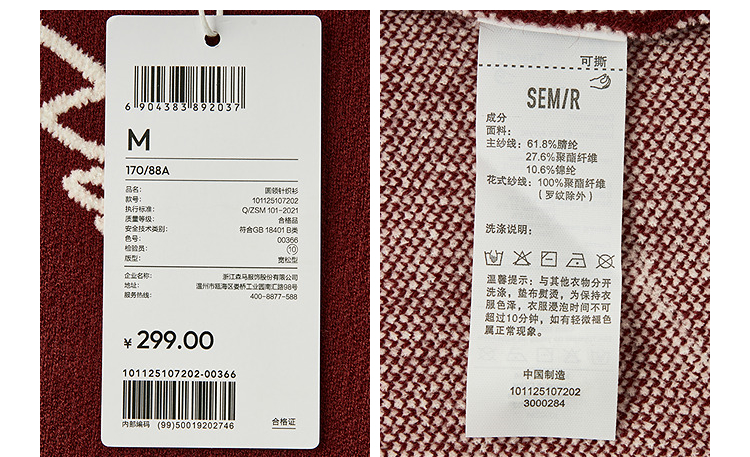 6 904383 892037
M
170/88A
品名: 圆领针织衫
款号: 101125107202
执行标准: Q/ZSM 101-2021
质量等级: 合格品
安全技术类别: 符合GB 18401 B类
色号: 00366
检验员: 10
版型: 宽松型
企业名称: 浙江森马服饰股份有限公司
地址: 温州市瓯海区娄桥工业园南汇路98号
服务热线: 400-8877-588
¥ 299.00
101125107202-00366
内部编码 (99)50019202746
合格证
可撕
SEM/R
成分
面料:
主纱线: 61.8%腈纶
27.6%聚酯纤维
10.6%锦纶
花式纱线: 100%聚酯纤维
(罗纹除外)
洗涤说明:
温馨提示: 与其他衣物分开
洗涤, 垫布熨烫, 为保持衣
服色泽, 衣服浸泡时间不可
超过10分钟, 如有轻微褪色
属正常现象。
中国制造
101125107202
3000284